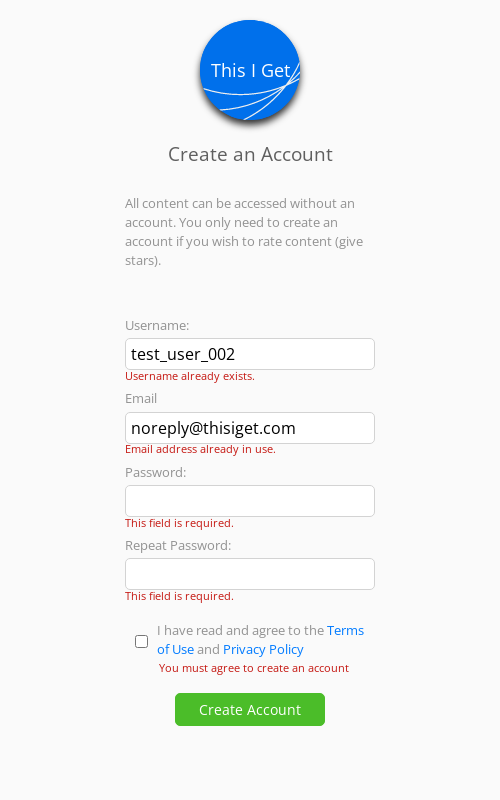 This I Get
Create an Account
All content can be accessed without an
account. You only need to create an
account if you wish to rate content (give
stars).
Username:
test_user_002
Username already exists.
Email
noreply@thisiget.com
Email address already in use.
Password:
This field is required.
Repeat Password:
This field is required.
I have read and agree to the Terms
of Use and Privacy Policy
You must agree to create an account
Create Account